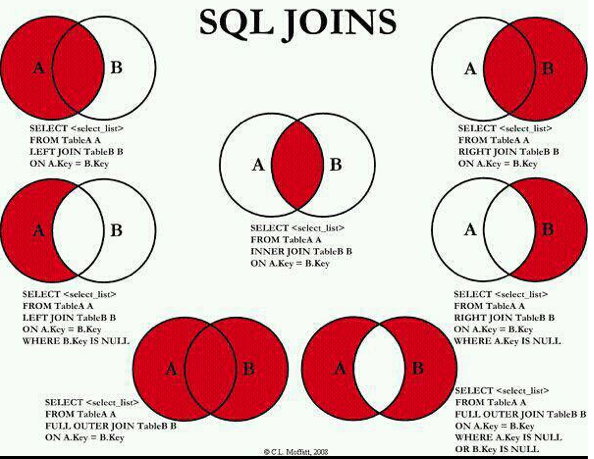 SQL JOINS
A B
SELECT <select_list>
FROM TableA A
LEFT JOIN TableB B
ON A.Key = B.Key
A B
SELECT <select_list>
FROM TableA A
RIGHT JOIN TableB B
ON A.Key = B.Key
A B
SELECT <select_list>
FROM TableA A
INNER JOIN TableB B
ON A.Key = B.Key
A B
SELECT <select_list>
FROM TableA A
LEFT JOIN TableB B
ON A.Key = B.Key
WHERE B.Key IS NULL
A B
SELECT <select_list>
FROM TableA A
RIGHT JOIN TableB B
ON A.Key = B.Key
WHERE A.Key IS NULL
A B
SELECT <select_list>
FROM TableA A
FULL OUTER JOIN TableB B
ON A.Key = B.Key
A B
SELECT <select_list>
FROM TableA A
FULL OUTER JOIN TableB B
ON A.Key = B.Key
WHERE A.Key IS NULL
OR B.Key IS NULL
© C.L. Moffatt, 2008